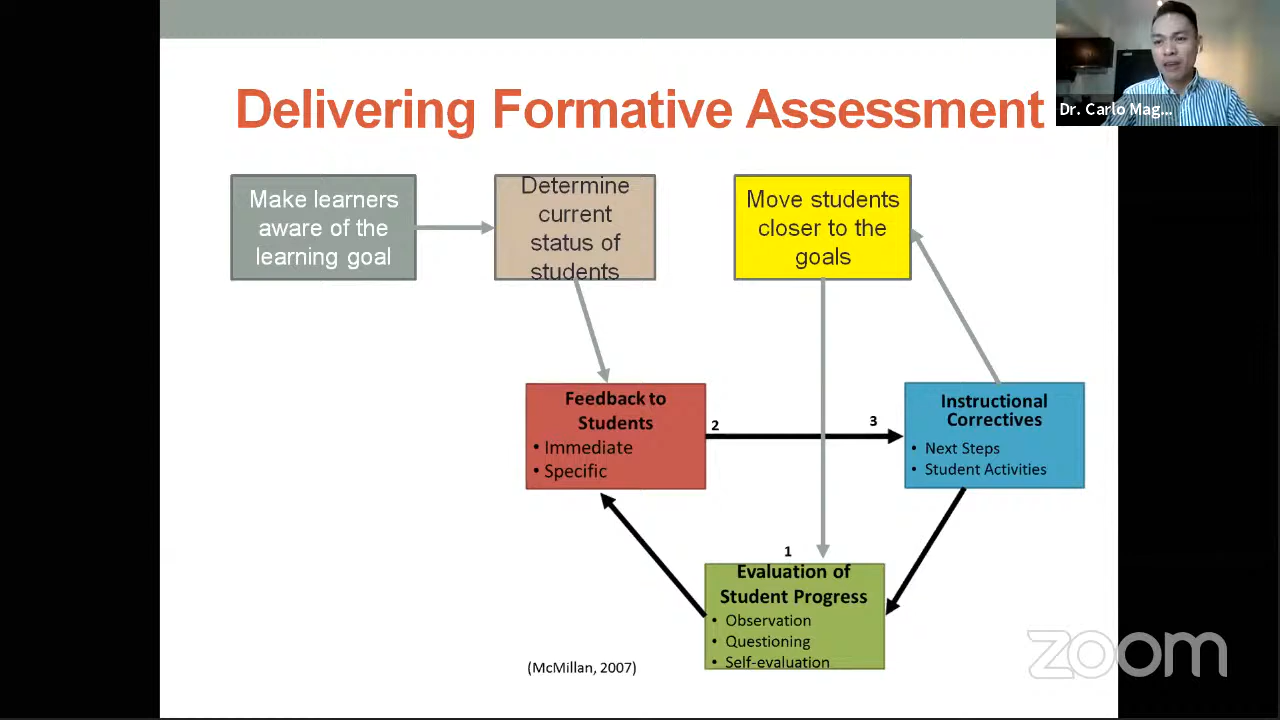 Delivering Formative Assessment
Dr. Carlo Mag...
Make learners
aware of the
learning goal
Determine
current
status of
students
Move students
closer to the
goals
Feedback to
Students
• Immediate
• Specific
2
3
Instructional
Correctives
• Next Steps
• Student Activities
1
Evaluation of
Student Progress
• Observation
• Questioning
• Self-evaluation
(McMillan, 2007)
zoom